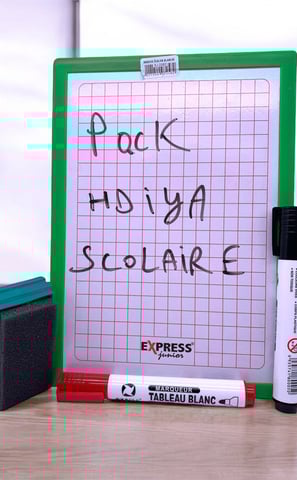 Pack
HDiYA
SCOLAiRE
EXPRESS
junior
MARQUEUR
TABLEAU BLANC